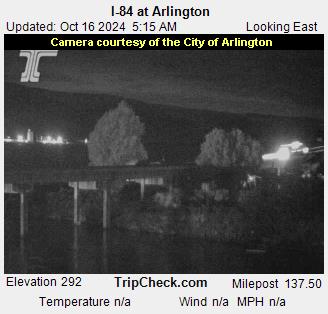 I-84 at Arlington
Updated: Oct 16 2024 5:15 AM Looking East
Camera courtesy of the City of Arlington
Elevation 292 TripCheck.com Milepost 137.50
Temperature n/a Wind n/a MPH n/a